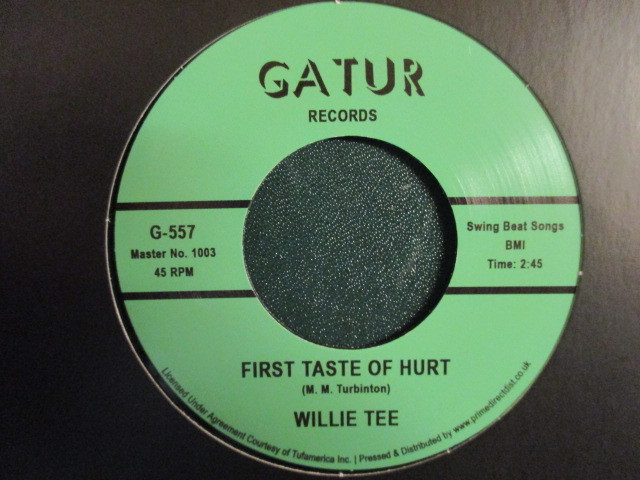 GATUR
RECORDS
G-557
Master No. 1003
45 RPM
Swing Beat Songs
BMI
Time: 2:45
FIRST TASTE OF HURT
(M. M. Turbinton)
WILLIE TEE
Licensed Under Agreement Courtesy of Tufamerica Inc. | Pressed & Distributed by www.primedirectdist.co.uk